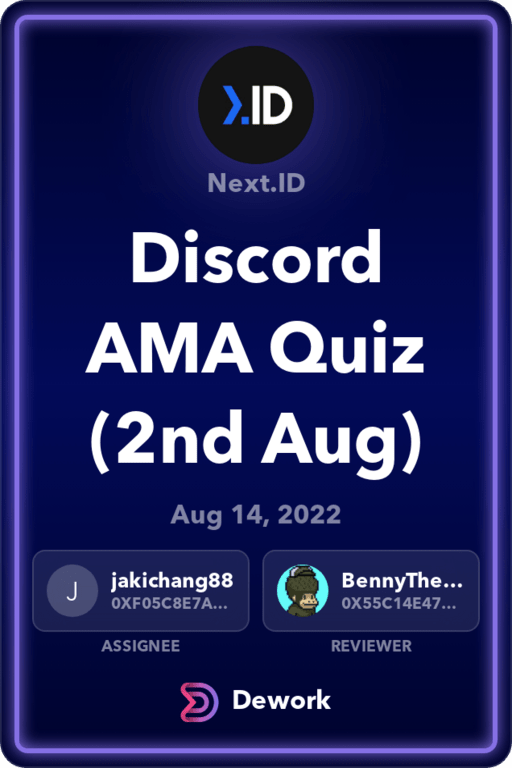 .ID
Next.ID
Discord
AMA Quiz
(2nd Aug)
Aug 14, 2022
J
jakichang88
0XF05C8E7A...
BennyThe...
0X55C14E47...
ASSIGNEE
REVIEWER
Dework